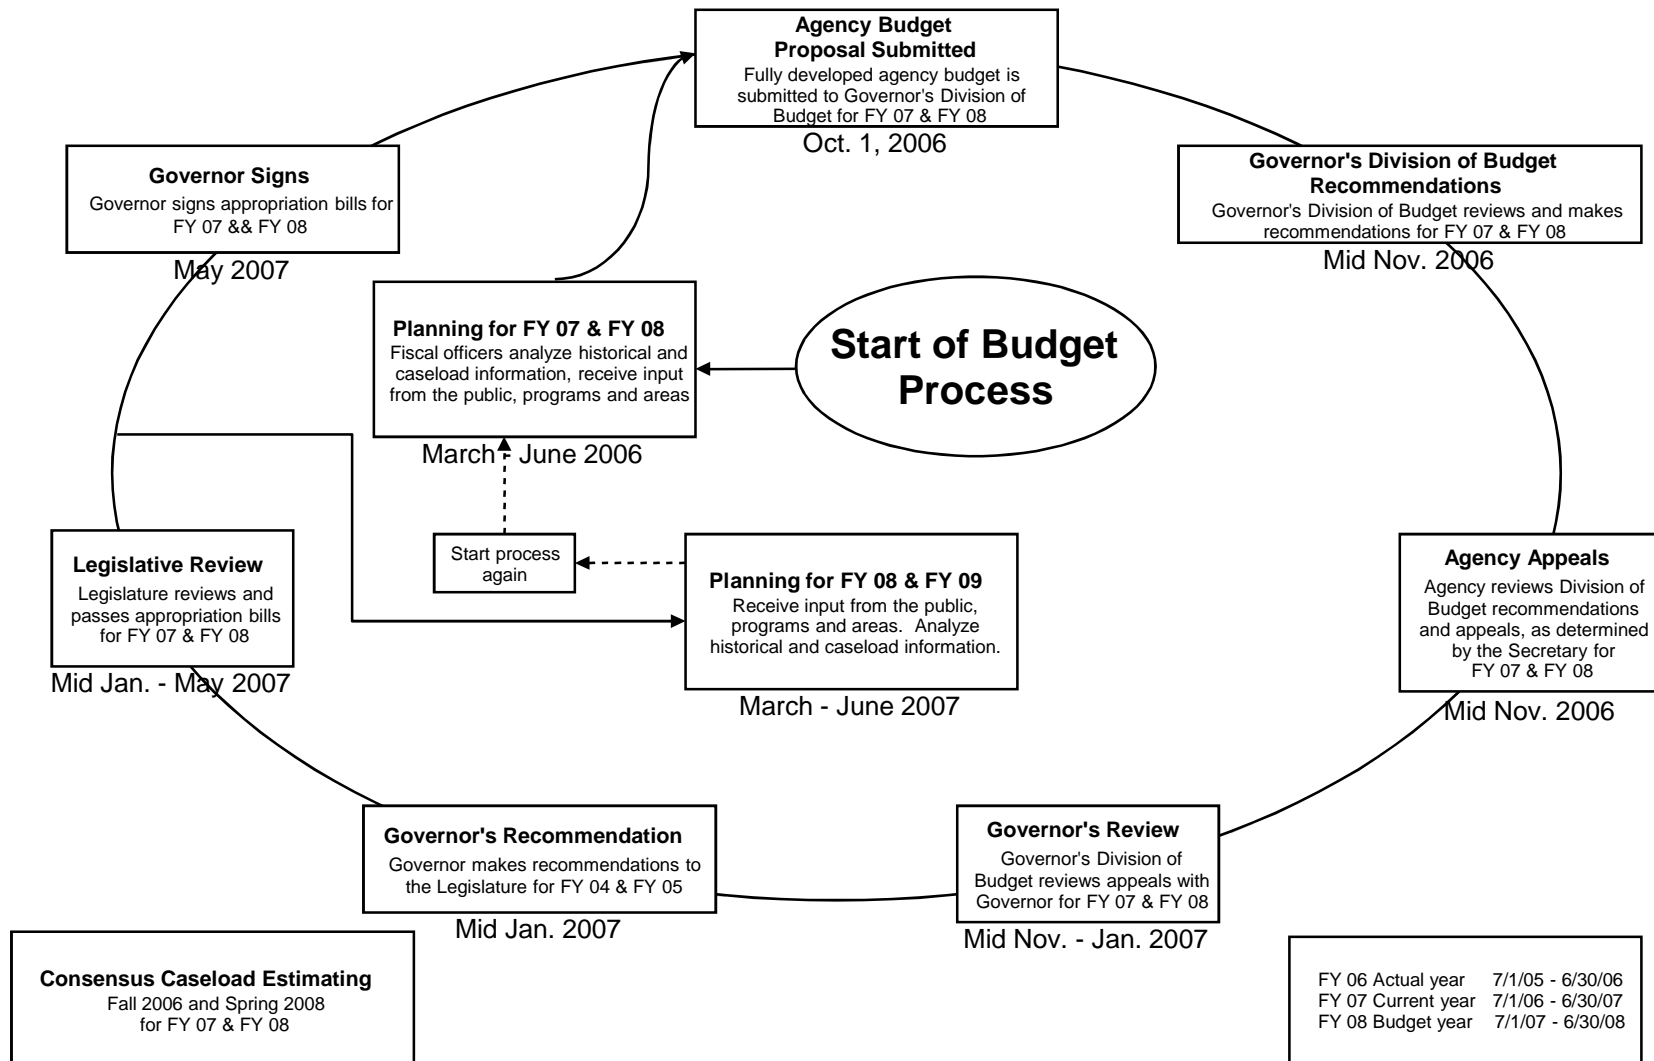 Agency Budget
Proposal Submitted
Fully developed agency budget is
submitted to Governor's Division of
Budget for FY 07 & FY 08
Oct. 1, 2006
Governor Signs
Governor signs appropriation bills for
FY 07 && FY 08
May 2007
Governor's Division of Budget
Recommendations
Governor's Division of Budget reviews and makes
recommendations for FY 07 & FY 08
Mid Nov. 2006
Planning for FY 07 & FY 08
Fiscal officers analyze historical and
caseload information, receive input
from the public, programs and areas
March - June 2006
Start of Budget
Process
Legislative Review
Legislature reviews and
passes appropriation bills
for FY 07 & FY 08
Mid Jan. - May 2007
Start process
again
Planning for FY 08 & FY 09
Receive input from the public,
programs and areas. Analyze
historical and caseload information.
March - June 2007
Agency Appeals
Agency reviews Division of
Budget recommendations
and appeals, as determined
by the Secretary for
FY 07 & FY 08
Mid Nov. 2006
Governor's Recommendation
Governor makes recommendations to
the Legislature for FY 04 & FY 05
Mid Jan. 2007
Governor's Review
Governor's Division of
Budget reviews appeals with
Governor for FY 07 & FY 08
Mid Nov. - Jan. 2007
Consensus Caseload Estimating
Fall 2006 and Spring 2008
for FY 07 & FY 08
FY 06 Actual year 7/1/05 - 6/30/06
FY 07 Current year 7/1/06 - 6/30/07
FY 08 Budget year 7/1/07 - 6/30/08